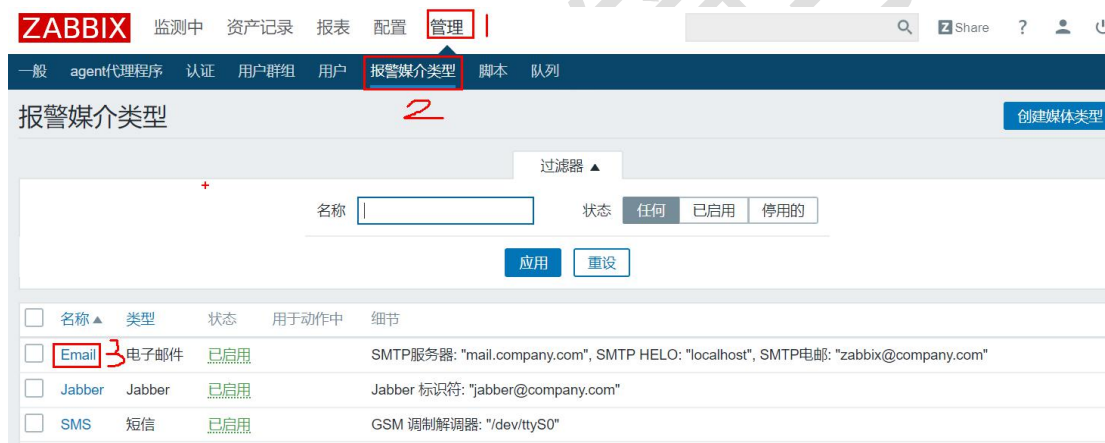 ZABBIX 监测中 资产记录 报表 配置 管理 1 Z Share ?
一般 agent代理程序 认证 用户群组 用户 报警媒介类型 脚本 队列
2
报警媒介类型 创建媒体类型
过滤器 ▲
名称 状态 任何 已启用 停用的
应用 重设
名称 ▲ 类型 状态 用于动作中 细节
Email 3 电子邮件 已启用 SMTP服务器: "mail.company.com", SMTP HELO: "localhost", SMTP电邮: "zabbix@company.com"
Jabber Jabber 已启用 Jabber 标识符: "jabber@company.com"
SMS 短信 已启用 GSM 调制解调器: "/dev/ttyS0"